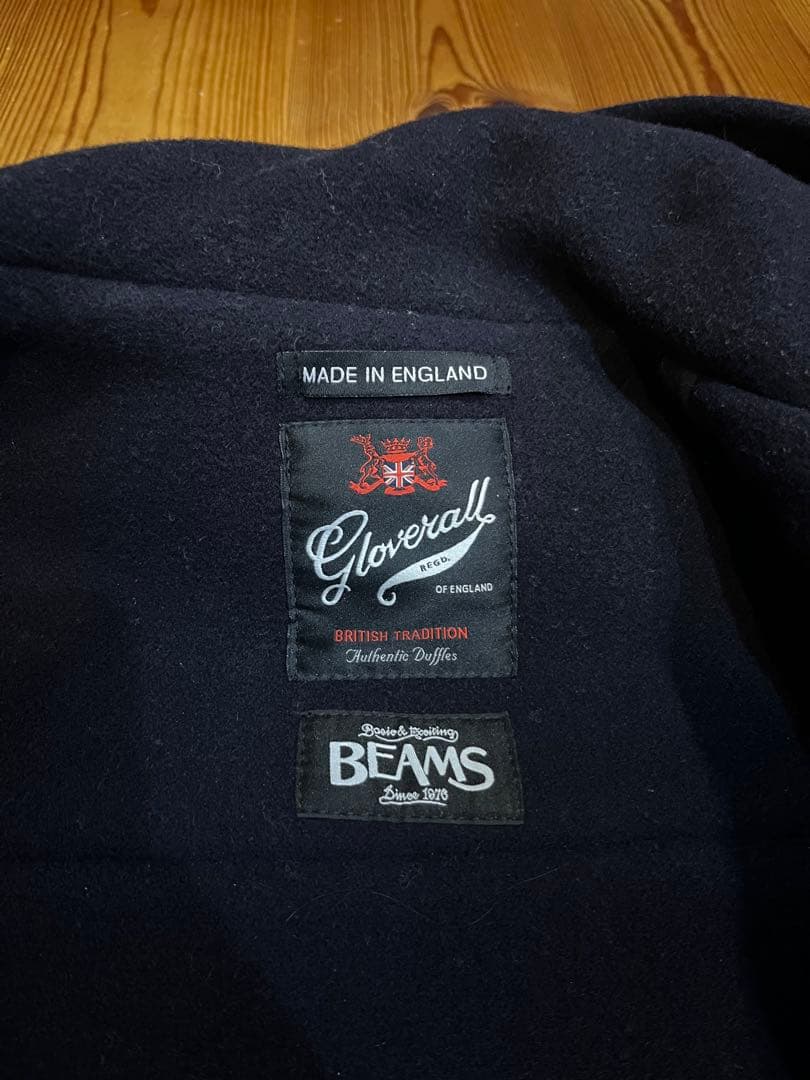 MADE IN ENGLAND
Gloverall
REGD.
OF ENGLAND
BRITISH TRADITION
Authentic Duffles
Basic & Exciting
BEAMS
Since 1976